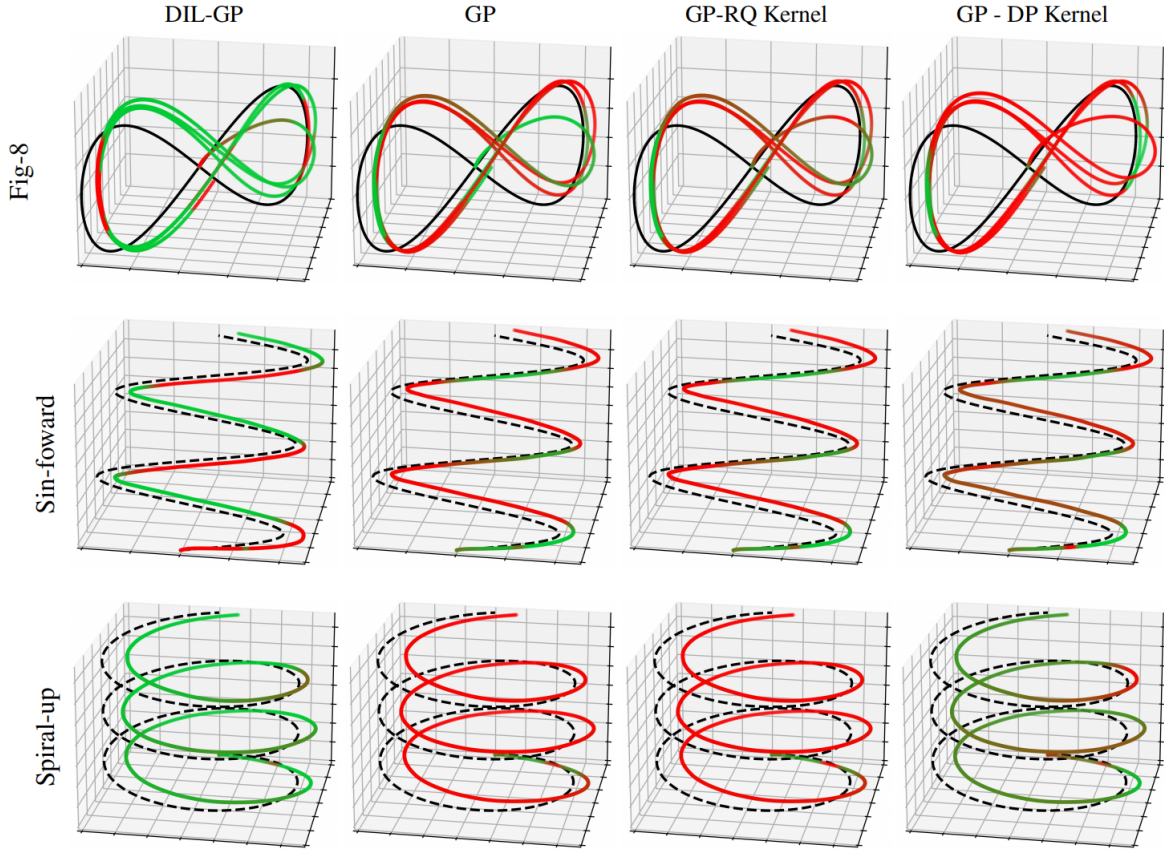 DIL-GP
GP
GP-RQ Kernel
GP - DP Kernel
Fig-8
Sin-foward
Spiral-up